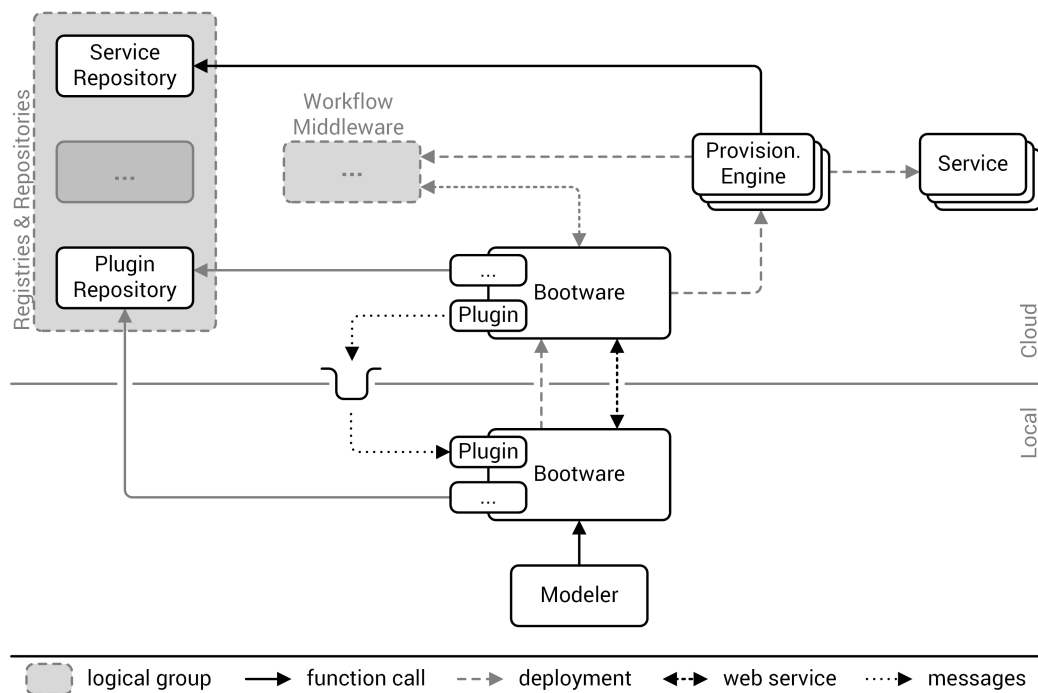 Service
Repository
Registries & Repositories
...
Plugin
Repository
Workflow
Middleware
...
Provision.
Engine
Service
...
Bootware
Plugin
Cloud
Local
Plugin
Bootware
...
Modeler
logical group
function call
deployment
web service
messages